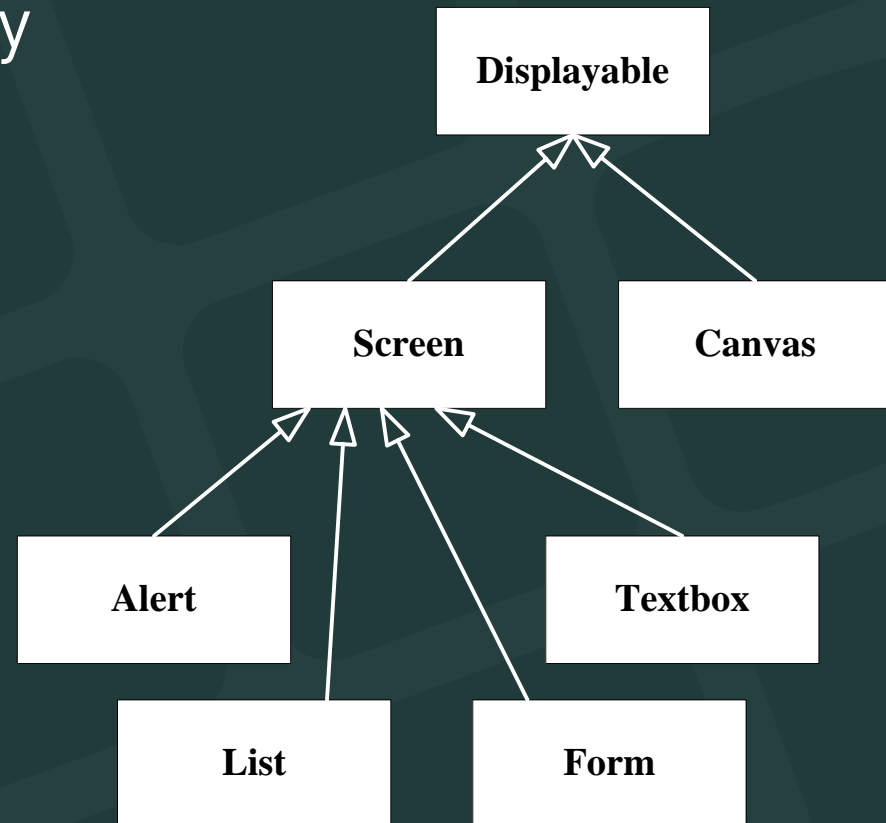 y
Displayable
Screen
Canvas
Alert
Textbox
List
Form